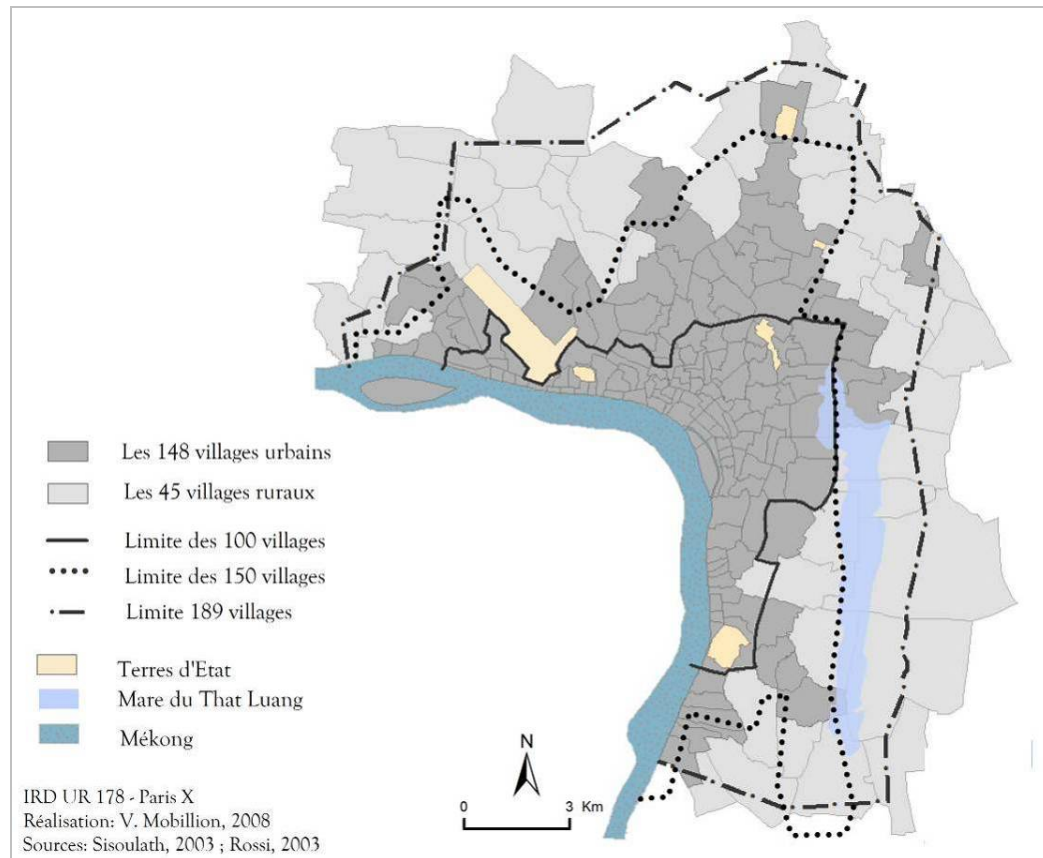 Les 148 villages urbains
Les 45 villages ruraux
Limite des 100 villages
Limite des 150 villages
Limite 189 villages
Terres d'Etat
Mare du That Luang
Mékong
N
0 3 Km
IRD UR 178 - Paris X
Réalisation: V. Mobillion, 2008
Sources: Sisoulath, 2003 ; Rossi, 2003